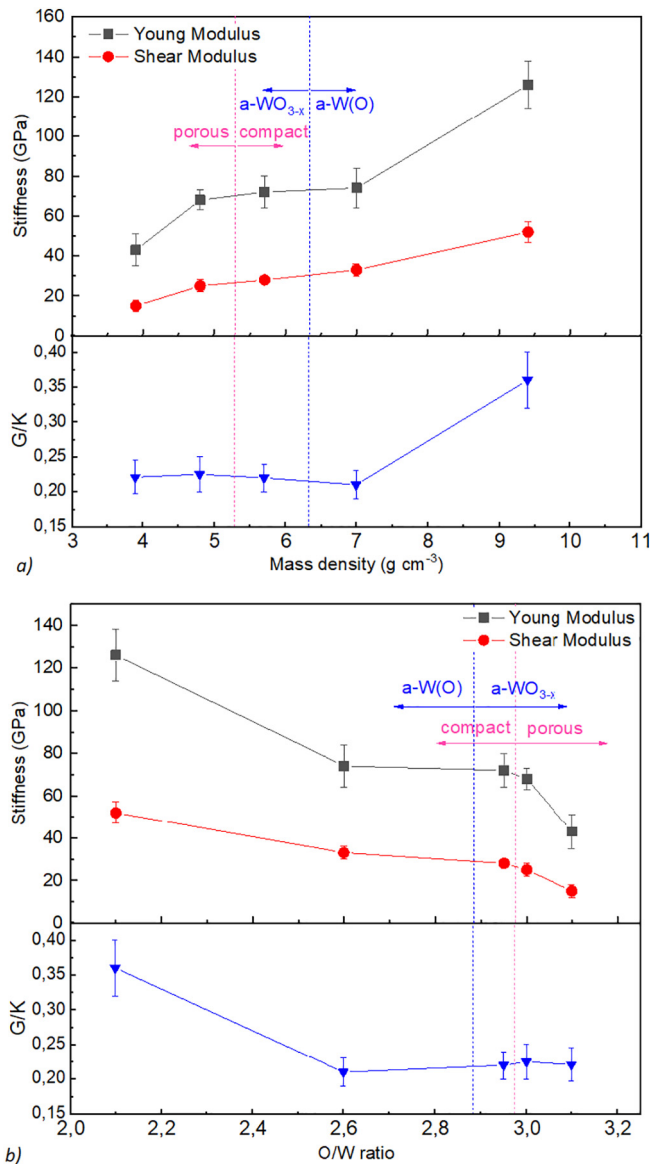 160
Young Modulus
140
Shear Modulus
120
a-WO3-x a-W(O)
100
porous compact
80
60
40
20
0
Stiffness (GPa)
0,40
0,35
0,30
0,25
0,20
0,15
G/K
3 4 5 6 7 8 9 10 11
a) Mass density (g cm-3)
Young Modulus
140
Shear Modulus
120
a-W(O) a-WO3-x
100
compact porous
80
60
40
20
0
Stiffness (GPa)
0,40
0,35
0,30
0,25
0,20
0,15
G/K
2,0 2,2 2,4 2,6 2,8 3,0 3,2
b) O/W ratio